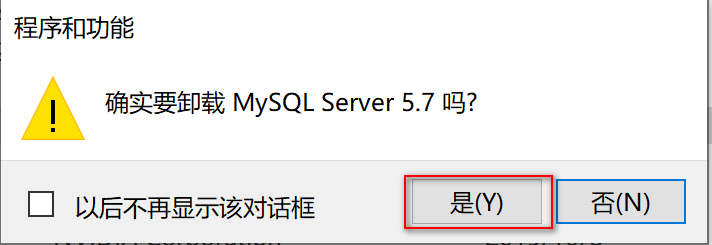 程序和功能
确实要卸载 MySQL Server 5.7 吗?
以后不再显示该对话框
是(Y)
否(N)